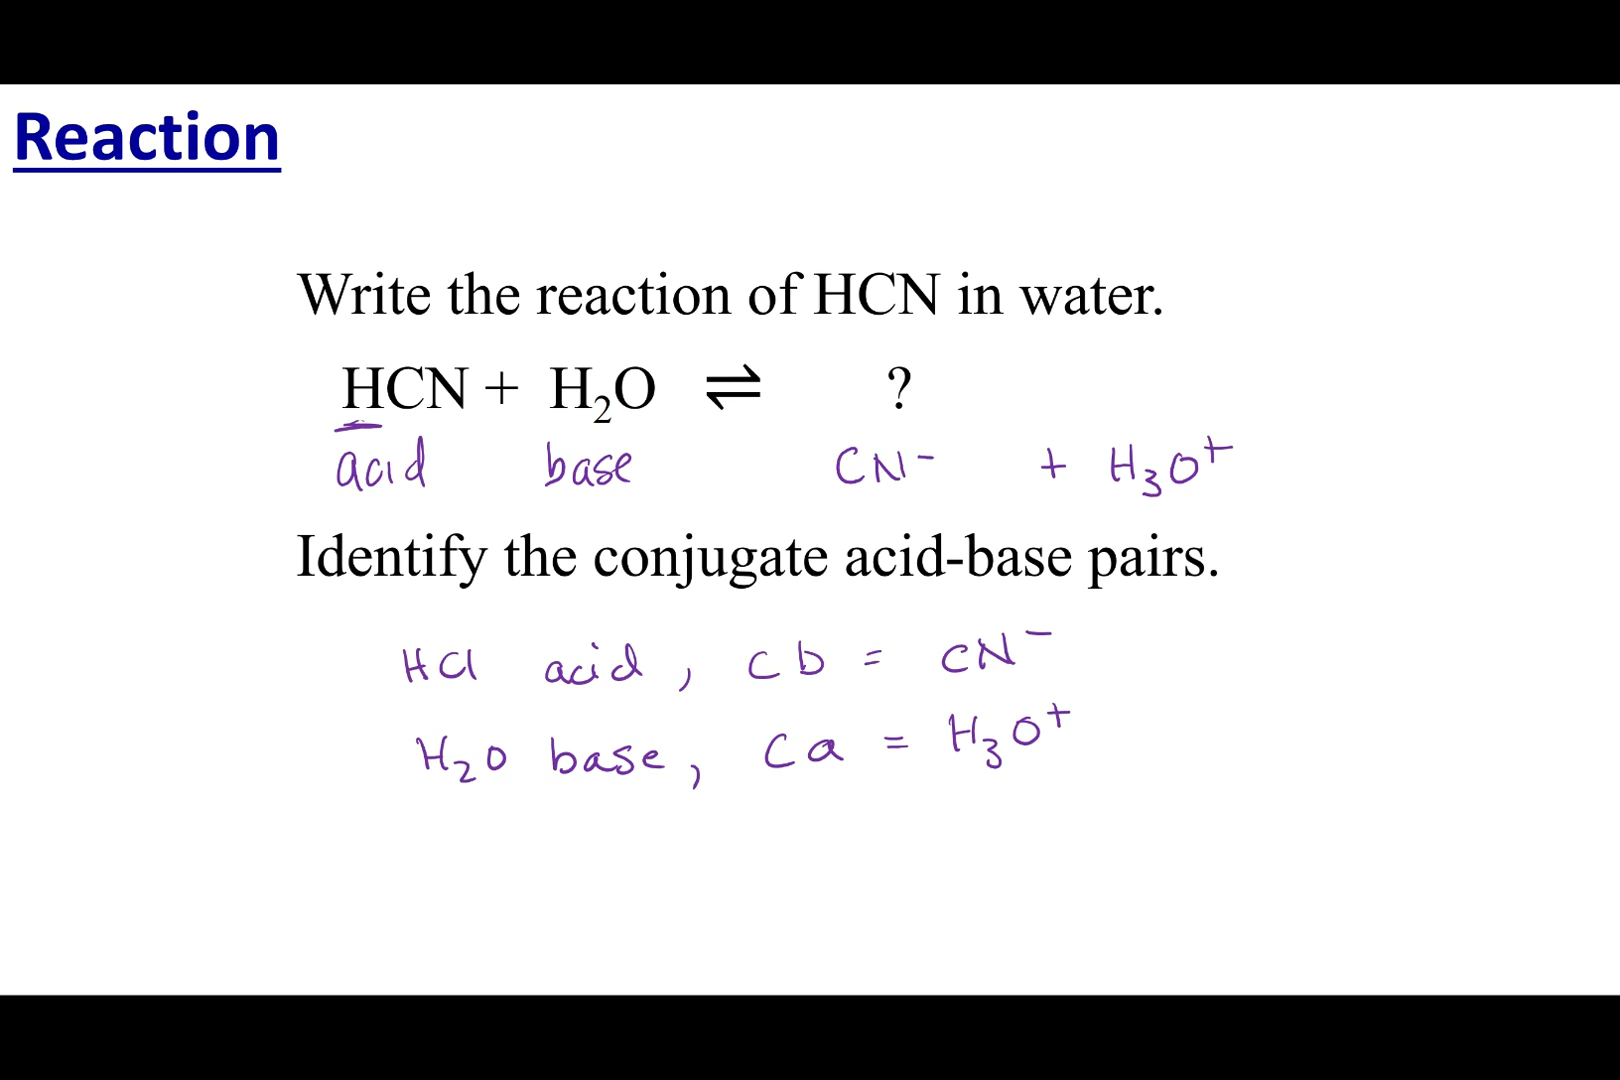 Reaction
Write the reaction of HCN in water.
HCN + H₂O ⇌ ?
acid base CN⁻ + H₃O⁺
Identify the conjugate acid-base pairs.
HCl acid, cb = CN⁻
H₂O base, ca = H₃O⁺